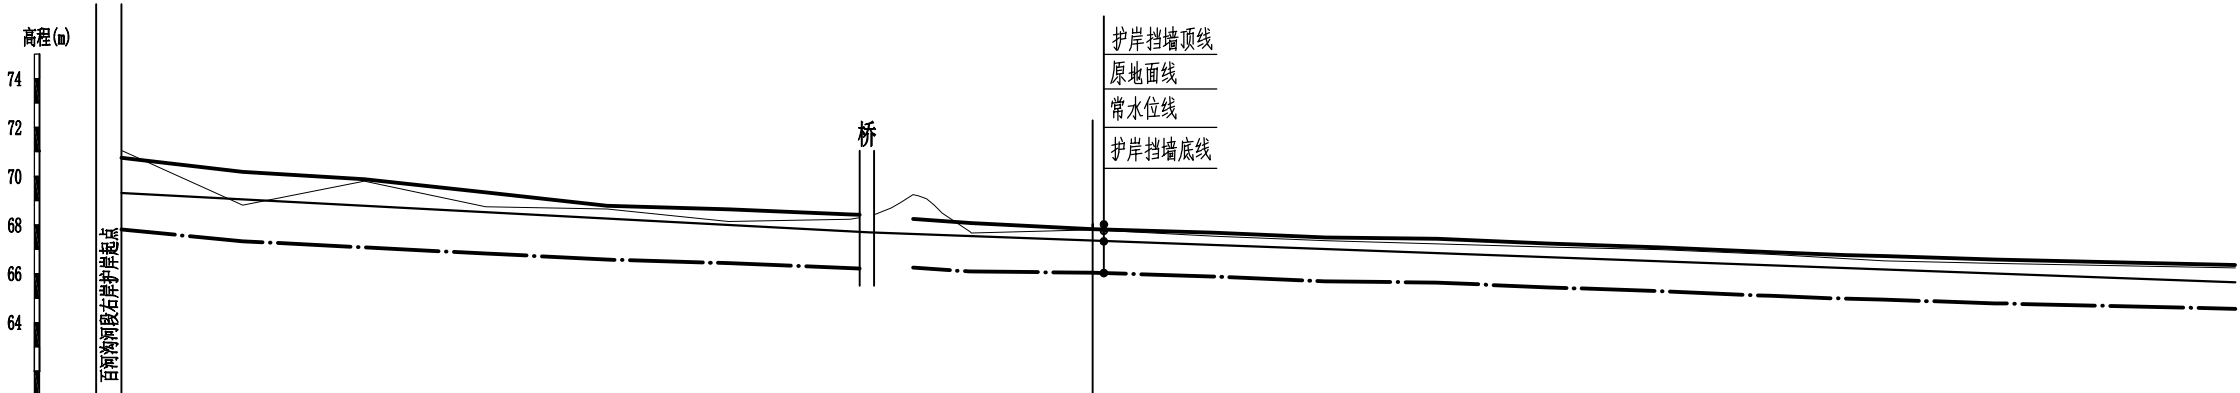 高程(m)
74
72
70
68
66
64
百河沟河段右岸护岸起点
桥
护岸挡墙顶线
原地面线
常水位线
护岸挡墙底线